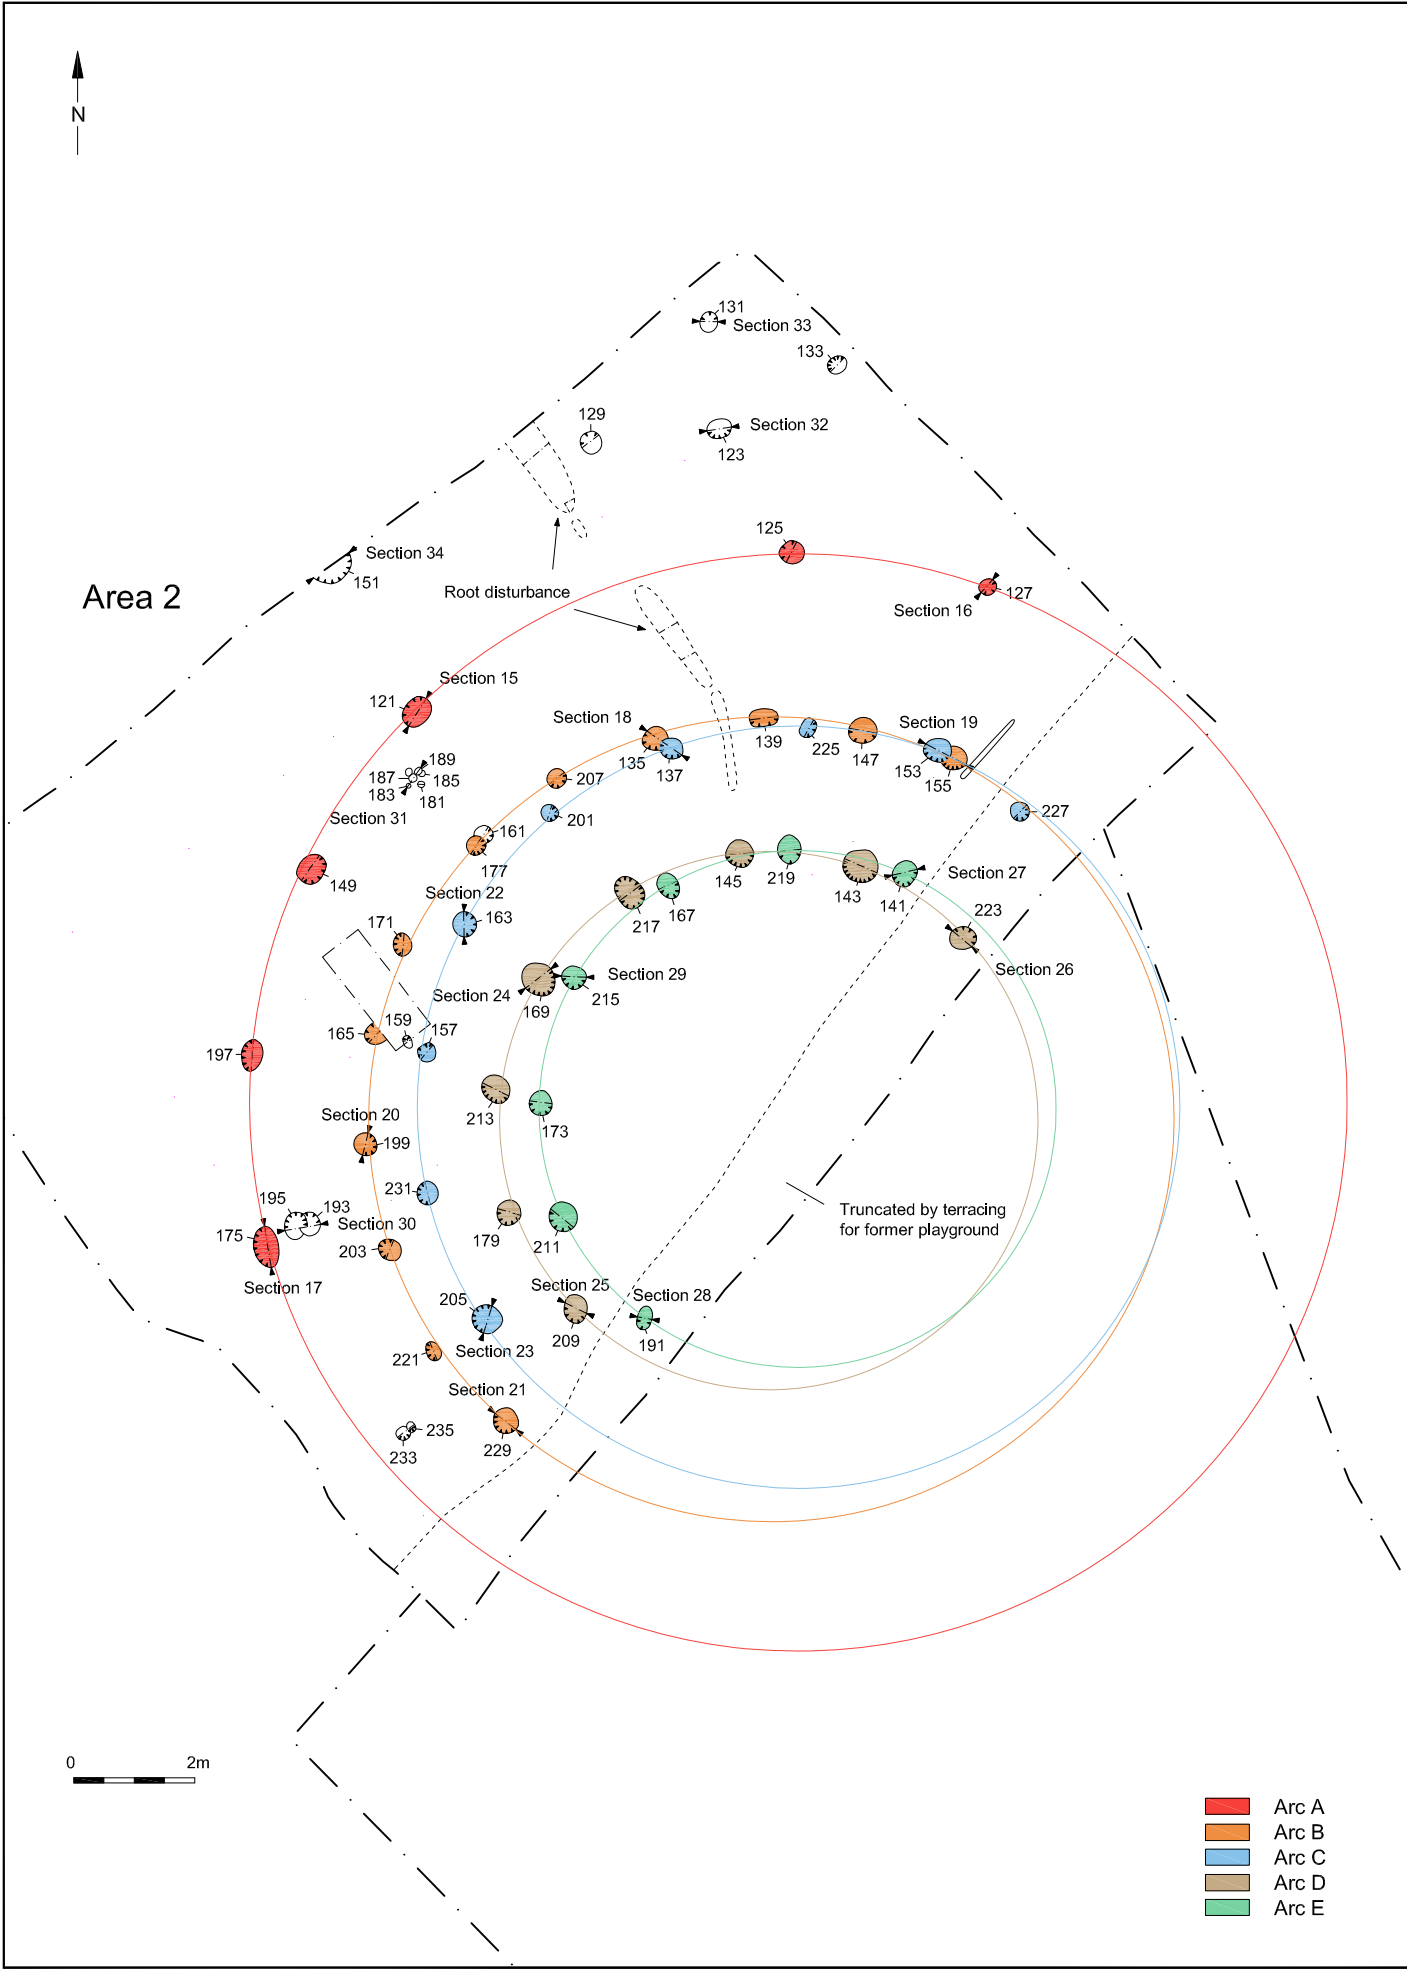 N
131
Section 33
133
129
Section 32
123
125
Section 34
151
Area 2
Root disturbance
127
Section 16
Section 15
121
Section 18
139
225
147
Section 19
153
155
135
137
189
187
185
183
181
Section 31
207
201
227
161
177
149
145
219
143
141
Section 27
Section 22
163
217
167
171
223
Section 26
Section 29
215
Section 24
169
159
157
165
197
213
173
Section 20
199
231
195
193
Section 30
175
203
Section 17
179
211
Truncated by terracing
for former playground
Section 25
209
Section 28
191
205
Section 23
221
Section 21
229
235
233
0
2m
Arc A
Arc B
Arc C
Arc D
Arc E